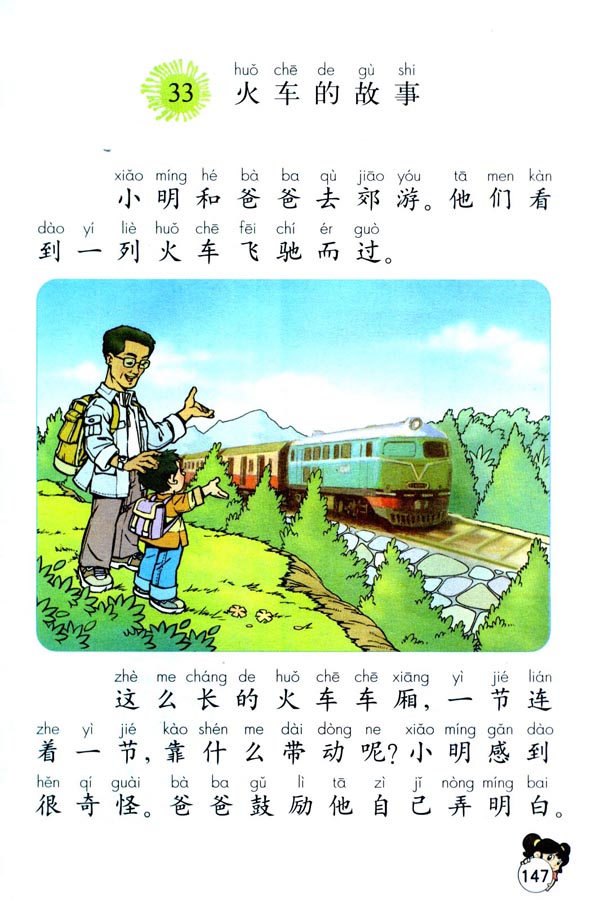 huǒ chē de gù shi
33 火车的故事
xiǎo míng hé bà ba qù jiāo yóu tā men kàn
小明和爸爸去郊游。他们看
dào yí liè huǒ chē fēi chí ér guò
到一列火车飞驰而过。
zhè me cháng de huǒ chē chē xiāng yì jié lián
这么长的火车车厢,一节连
zhe yì jié kào shén me dài dòng ne xiǎo míng gǎn dào
着一节,靠什么带动呢?小明感到
hěn qí guài bà ba gǔ lì tā zì jǐ nòng míng bai
很奇怪。爸爸鼓励他自己弄明白。
147